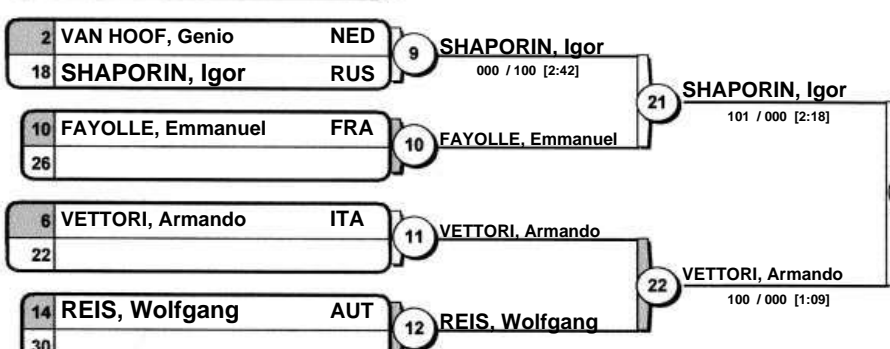 2 VAN HOOF, Genio NED
18 SHAPORIN, Igor RUS
9 SHAPORIN, Igor
000 / 100 [2:42]
21 SHAPORIN, Igor
101 / 000 [2:18]
10 FAYOLLE, Emmanuel FRA
26
10 FAYOLLE, Emmanuel
6 VETTORI, Armando ITA
22
11 VETTORI, Armando
22 VETTORI, Armando
100 / 000 [1:09]
14 REIS, Wolfgang AUT
30
12 REIS, Wolfgang